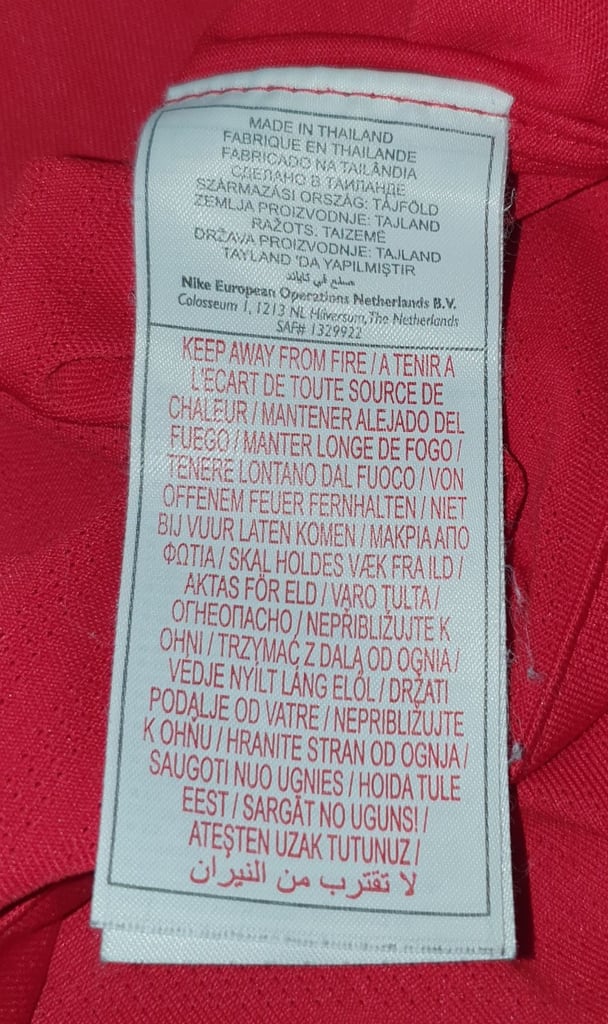 MADE IN THAILAND
FABRIQUE EN THAILANDE
FABRICADO NA TAILÂNDIA
СДЕЛАНО В ТАИЛАНДЕ
SZÁRMAZÁSI ORSZÁG: TÁJFÖLD
ZEMLJA PROIZVODNJE: TAJLAND
RAŽOTS. TAIZEMĒ
DRŽAVA PROIZVODNJE: TAJLAND
TAYLAND 'DA YAPILMIŞTIR
صنع في تايلاند
Nike European Operations Netherlands B.V.
Colosseum 1, 1213 NL Hilversum, The Netherlands
SAF# 1329922
KEEP AWAY FROM FIRE / A TENIR A
L'ECART DE TOUTE SOURCE DE
CHALEUR / MANTENER ALEJADO DEL
FUEGO / MANTER LONGE DE FOGO /
TENERE LONTANO DAL FUOCO / VON
OFFENEM FEUER FERNHALTEN / NIET
BIJ VUUR LATEN KOMEN / ΜΑΚΡΙΑ ΑΠΟ
ΦΩΤΙΑ / SKAL HOLDES VÆK FRA ILD /
AKTAS FÖR ELD / VARO TULTA /
ОГНЕОПАСНО / NEPŘIBLIŽUJTE K
OHNI / TRZYMAĆ Z DALA OD OGNIA /
VÉDJE NYÍLT LÁNG ELŐL / DRŽATI
PODALJE OD VATRE / NEPRIBLIŽUJTE
K OHŇU / HRANITE STRAN OD OGNJA /
SAUGOTI NUO UGNIES / HOIDA TULE
EEST / SARGĀT NO UGUNS! /
ATEŞTEN UZAK TUTUNUZ /
لا تقترب من النيران